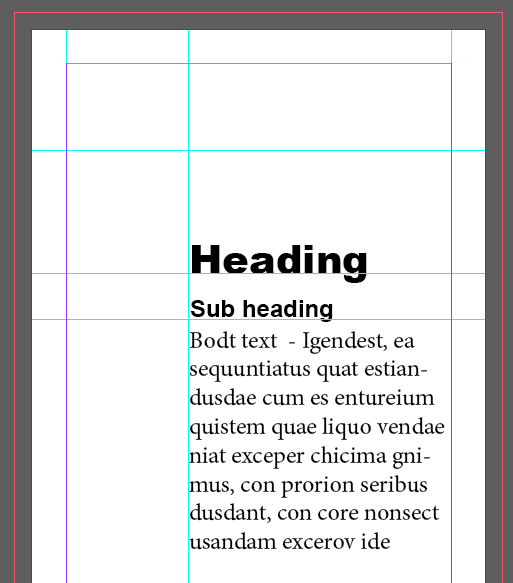 Heading
Sub heading
Bodt text - Igendest, ea
sequuntiatus quat estian-
dusdae cum es entureium
quistem quae liquo vendae
niat exceper chicima gni-
mus, con prorion seribus
dusdant, con core nonsect
usandam excerov ide